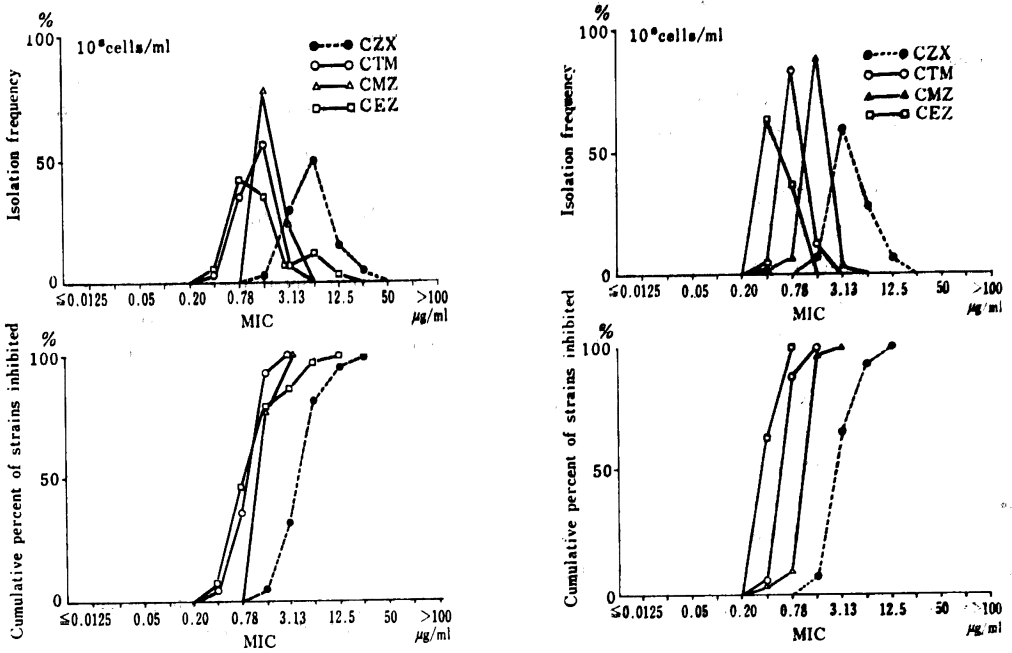 %
100
10⁸cells/ml
CZX
CTM
CMZ
CEZ
Isolation frequency
50
0
≦0.0125 0.05 0.20 0.78 3.13 12.5 50 >100
MIC
μg/ml
%
100
Cumulative percent of strains inhibited
50
0
≦0.0125 0.05 0.20 0.78 3.13 12.5 50 >100
MIC
μg/ml
%
100
cells/ml
CZX
CTM
CMZ
CEZ
Isolation frequency
50
0
≦0.0125 0.05 0.20 0.78 3.13 12.5 50 >100
MIC
μg/ml
%
100
Cumulative percent of strains inhibited
50
0
≦0.0125 0.05 0.20 0.78 3.13 12.5 50 >100
MIC
μg/ml